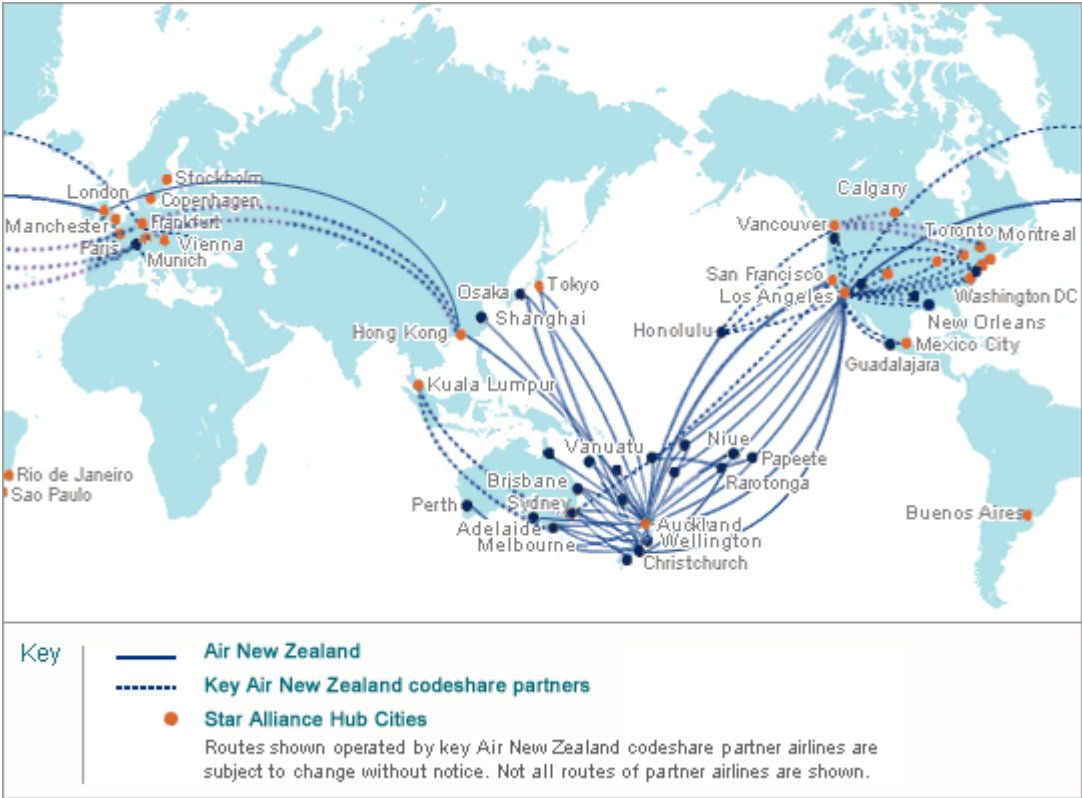 Stockholm
London
Copenhagen
Manchester
Frankfurt
Paris
Vienna
Munich
Calgary
Vancouver
Toronto
Montreal
San Francisco
Los Angeles
Washington DC
Osaka
Tokyo
Shanghai
Hong Kong
Honolulu
New Orleans
Mexico City
Guadalajara
Kuala Lumpur
Vanuatu
Niue
Papeete
Rio de Janeiro
Sao Paulo
Brisbane
Rarotonga
Perth
Sydney
Buenos Aires
Adelaide
Auckland
Melbourne
Wellington
Christchurch
Key
Air New Zealand
Key Air New Zealand codeshare partners
Star Alliance Hub Cities
Routes shown operated by key Air New Zealand codeshare partner airlines are
subject to change without notice. Not all routes of partner airlines are shown.